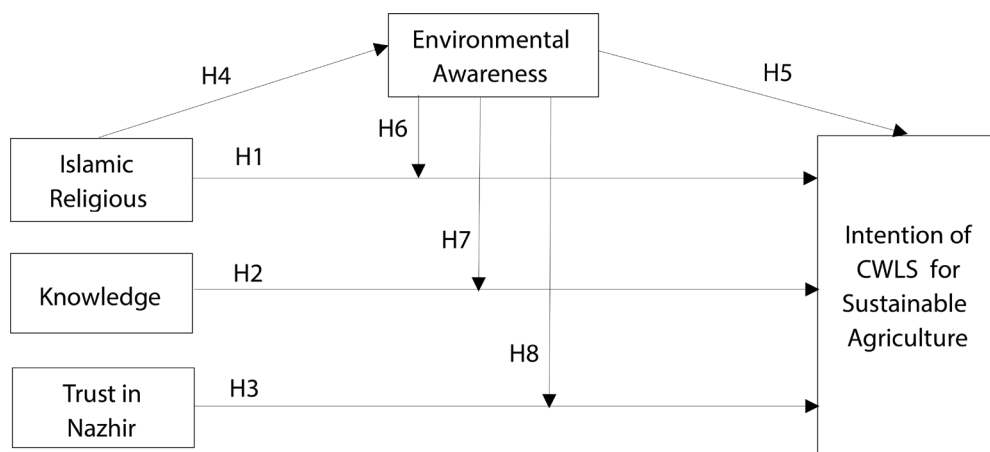 Environmental
Awareness
H4
H5
H6
Islamic
Religious
H1
H7
Intention of
CWLS for
Sustainable
Agriculture
Knowledge
H2
H8
Trust in
Nazhir
H3